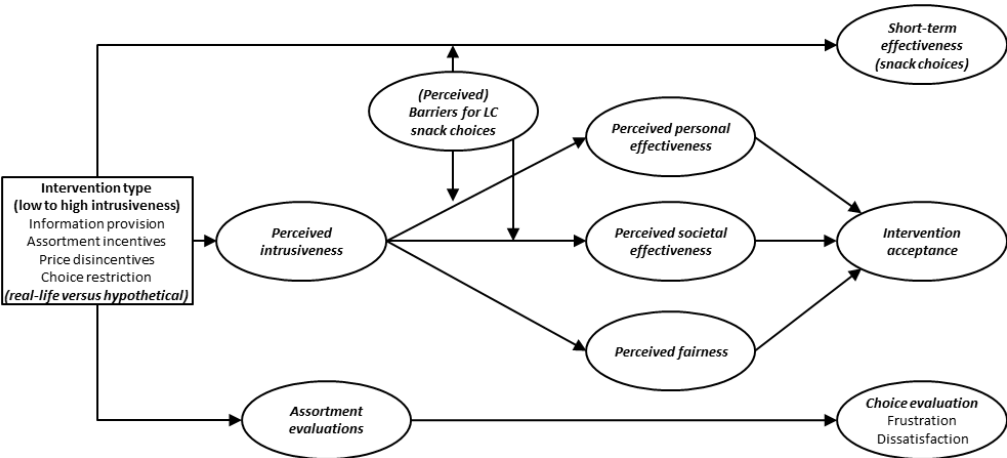 Short-term
effectiveness
(snack choices)
(Perceived)
Barriers for LC
snack choices
Perceived personal
effectiveness
Intervention type
(low to high intrusiveness)
Information provision
Assortment incentives
Price disincentives
Choice restriction
(real-life versus hypothetical)
Perceived
intrusiveness
Perceived societal
effectiveness
Intervention
acceptance
Perceived fairness
Assortment
evaluations
Choice evaluation
Frustration
Dissatisfaction